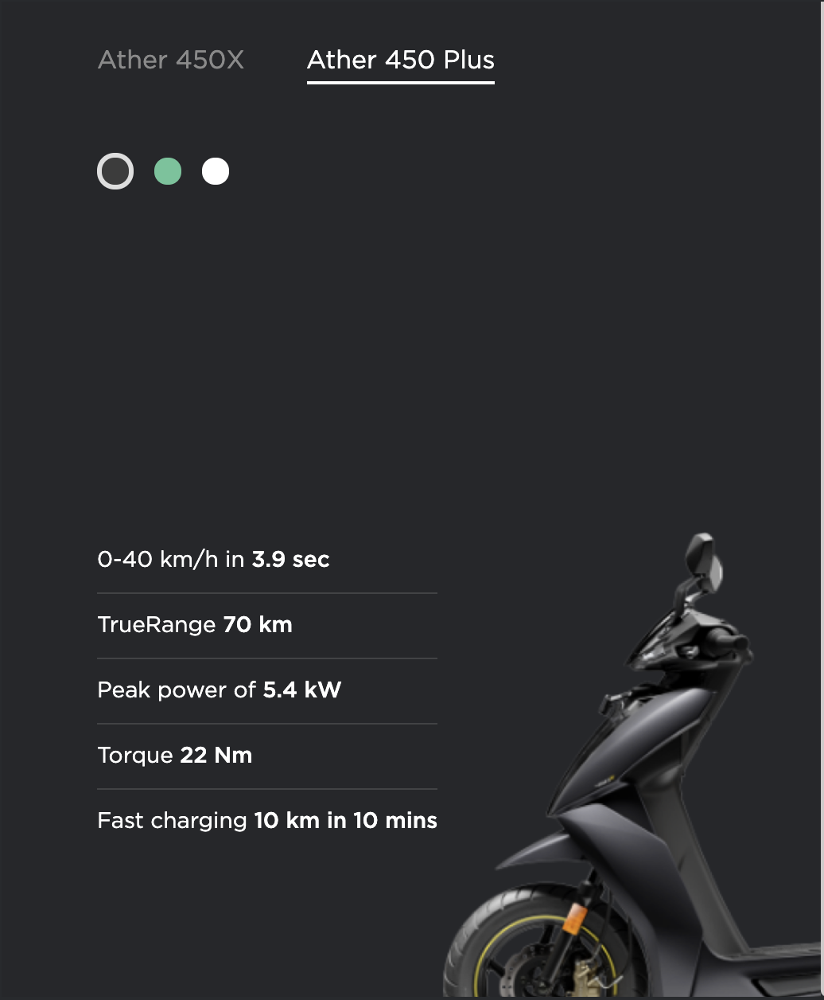 Ather 450X
Ather 450 Plus
0-40 km/h in 3.9 sec
TrueRange 70 km
Peak power of 5.4 kW
Torque 22 Nm
Fast charging 10 km in 10 mins